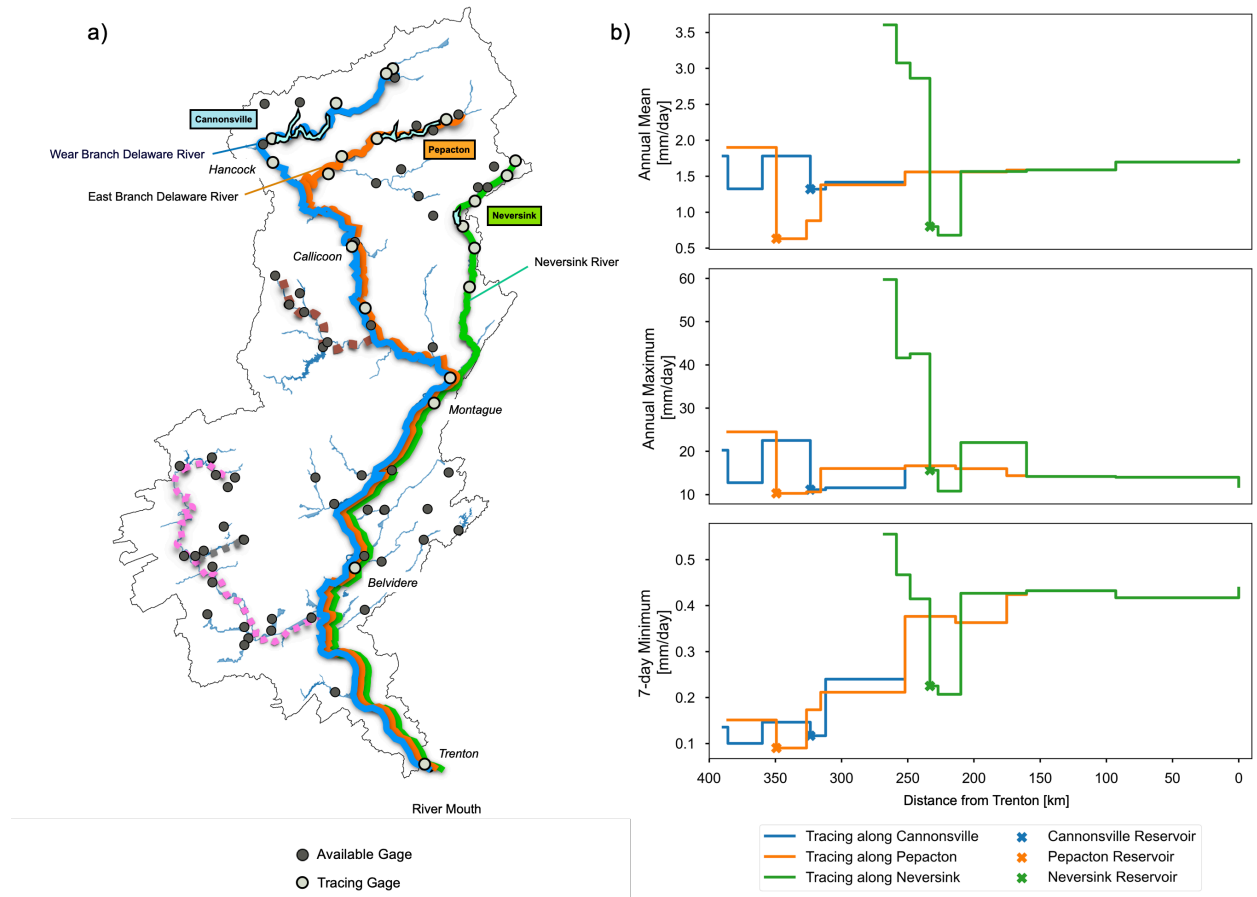 a)
Cannonsville
Wear Branch Delaware River
Hancock
Pepacton
East Branch Delaware River
Neversink
Callicoon
Neversink River
Montague
Belvidere
Trenton
River Mouth
Available Gage
Tracing Gage
b)
Annual Mean
[mm/day]
3.5
3.0
2.5
2.0
1.5
1.0
0.5
Annual Maximum
[mm/day]
60
50
40
30
20
10
7-day Minimum
[mm/day]
0.5
0.4
0.3
0.2
0.1
400 350 300 250 200 150 100 50 0
Distance from Trenton [km]
Tracing along Cannonsville
Tracing along Pepacton
Tracing along Neversink
Cannonsville Reservoir
Pepacton Reservoir
Neversink Reservoir